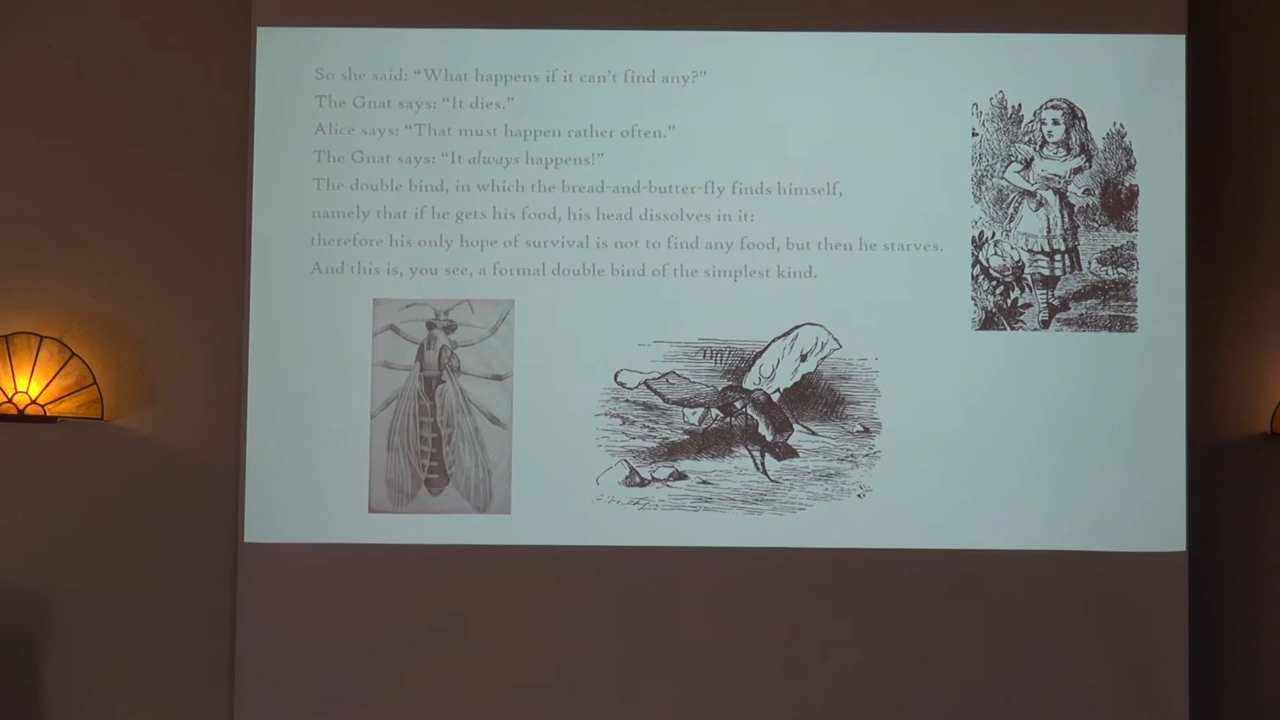 So she said: “What happens if it can’t find any?”
The Gnat says: “It dies.”
Alice says: “That must happen rather often.”
The Gnat says: “It always happens!”
The double bind, in which the bread-and-butter-fly finds himself,
namely that if he gets his food, his head dissolves in it:
therefore his only hope of survival is not to find any food, but then he starves.
And this is, you see, a formal double bind of the simplest kind.